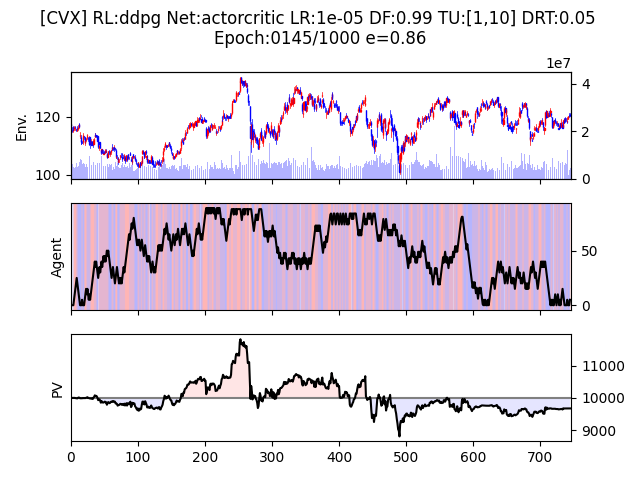 [CVX] RL:ddpg Net:actorcritic LR:1e-05 DF:0.99 TU:[1,10] DRT:0.05
Epoch:0145/1000 e=0.86
1e7
Env.
120
100
4
2
0
Agent
50
0
PV
11000
10000
9000
0 100 200 300 400 500 600 700